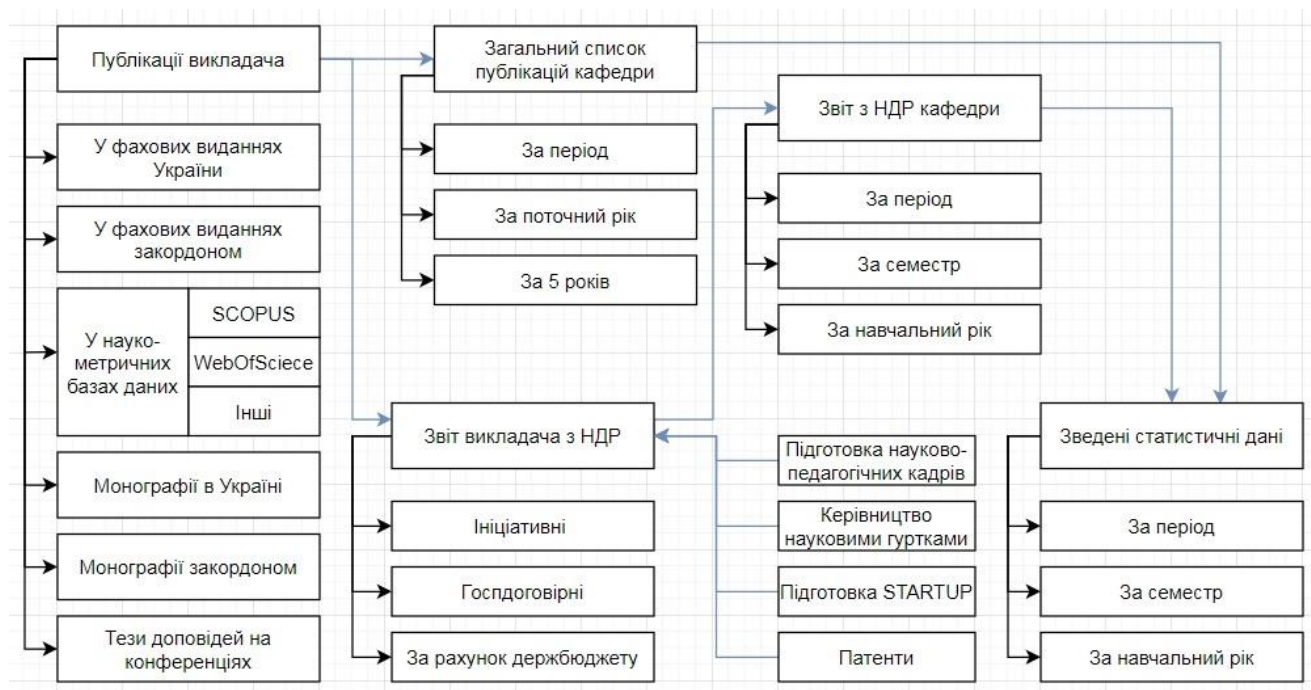 Публікації викладача
У фахових виданнях
України
У фахових виданнях
закордоном
У науко-
метричних
базах даних
SCOPUS
WebOfSciece
Інші
Монографії в Україні
Монографії закордоном
Тези доповідей на
конференціях
Загальний список
публікацій кафедри
За період
За поточний рік
За 5 років
Звіт викладача з НДР
Ініціативні
Госпдоговірні
За рахунок держбюджету
Звіт з НДР кафедри
За період
За семестр
За навчальний рік
Підготовка науково-
педагогічних кадрів
Керівництво
науковими гуртками
Підготовка STARTUP
Патенти
Зведені статистичні дані
За період
За семестр
За навчальний рік